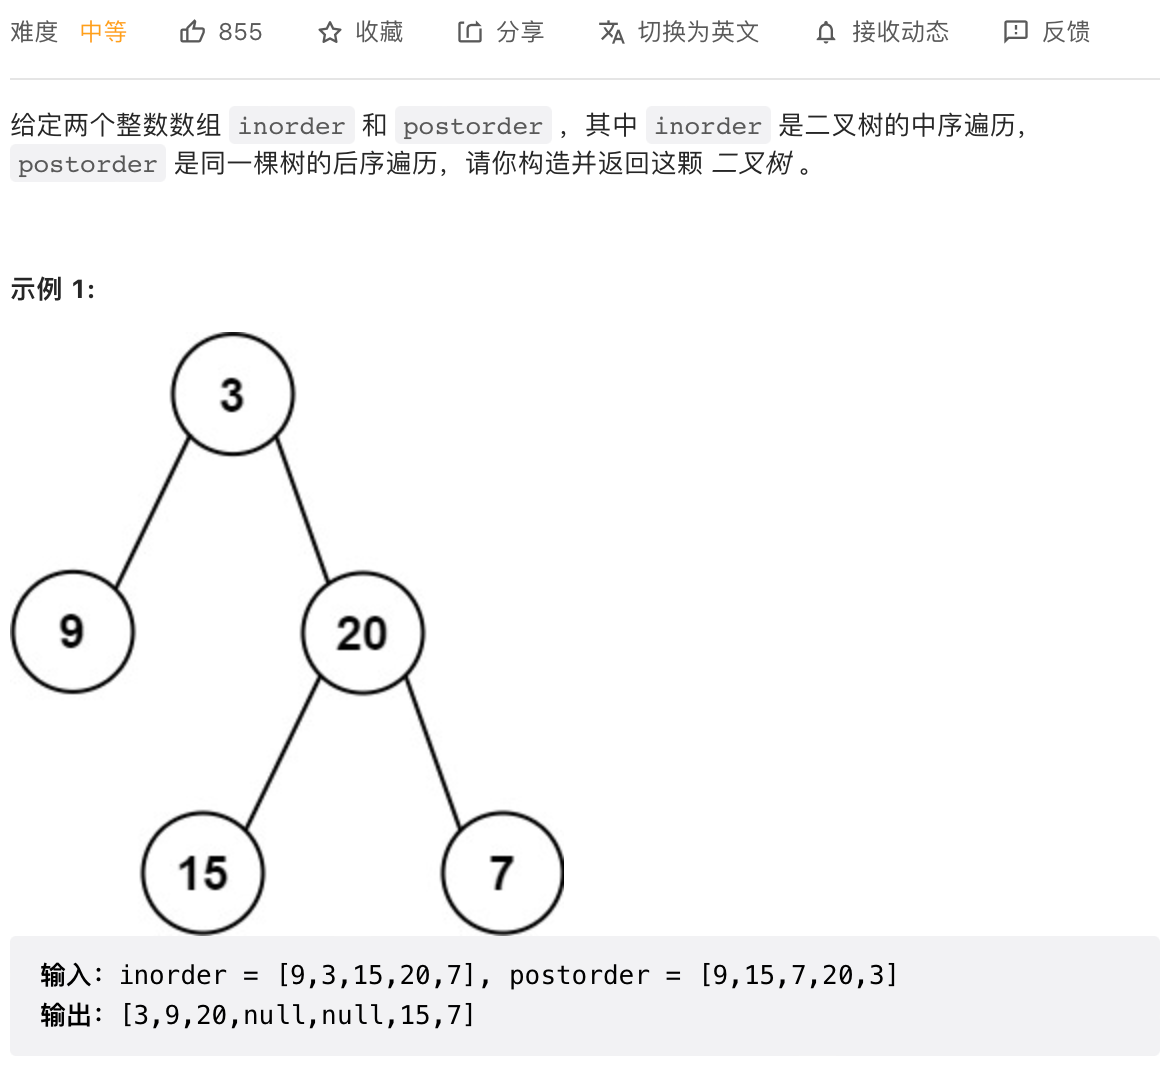 难度 中等 855 收藏 分享 切换为英文 接收动态 反馈
给定两个整数数组 inorder 和 postorder ，其中 inorder 是二叉树的中序遍历，
postorder 是同一棵树的后序遍历，请你构造并返回这颗 二叉树 。
示例 1:
3
9 20
15 7
输入：inorder = [9,3,15,20,7], postorder = [9,15,7,20,3]
输出：[3,9,20,null,null,15,7]